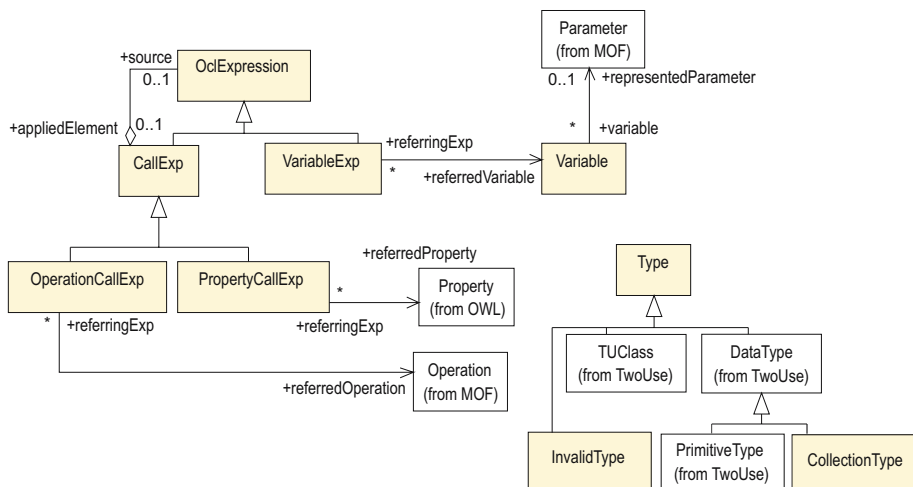 Parameter
(from MOF)
+source
OclExpression
0..1
0..1
+representedParameter
+appliedElement
0..1
*
+variable
+referringExp
CallExp
VariableExp
*
+referredVariable
Variable
+referredProperty
OperationCallExp
PropertyCallExp
*
Property
(from OWL)
Type
*
+referringExp
+referringExp
TUClass
(from TwoUse)
DataType
(from TwoUse)
Operation
(from MOF)
+referredOperation
InvalidType
PrimitiveType
(from TwoUse)
CollectionType